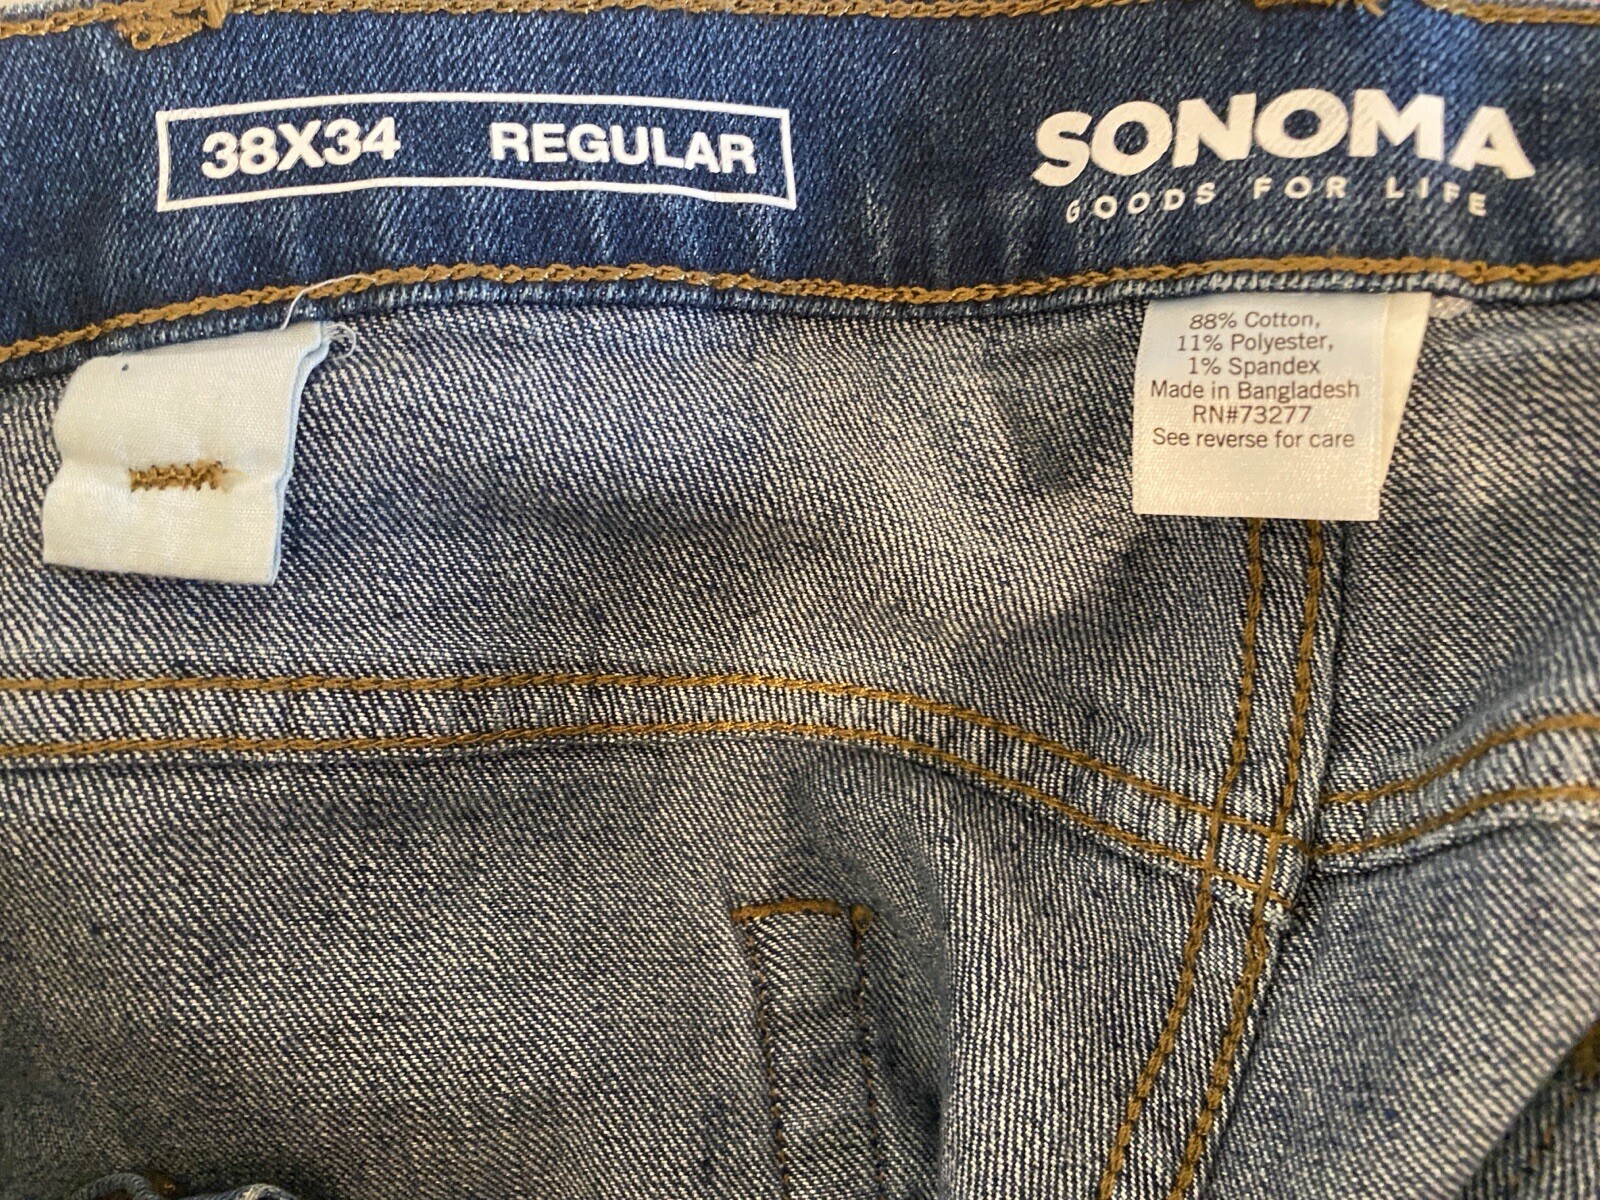 38X34 REGULAR
SONOMA
GOODS FOR LIFE
88% Cotton,
11% Polyester,
1% Spandex
Made in Bangladesh
RN#73277
See reverse for care